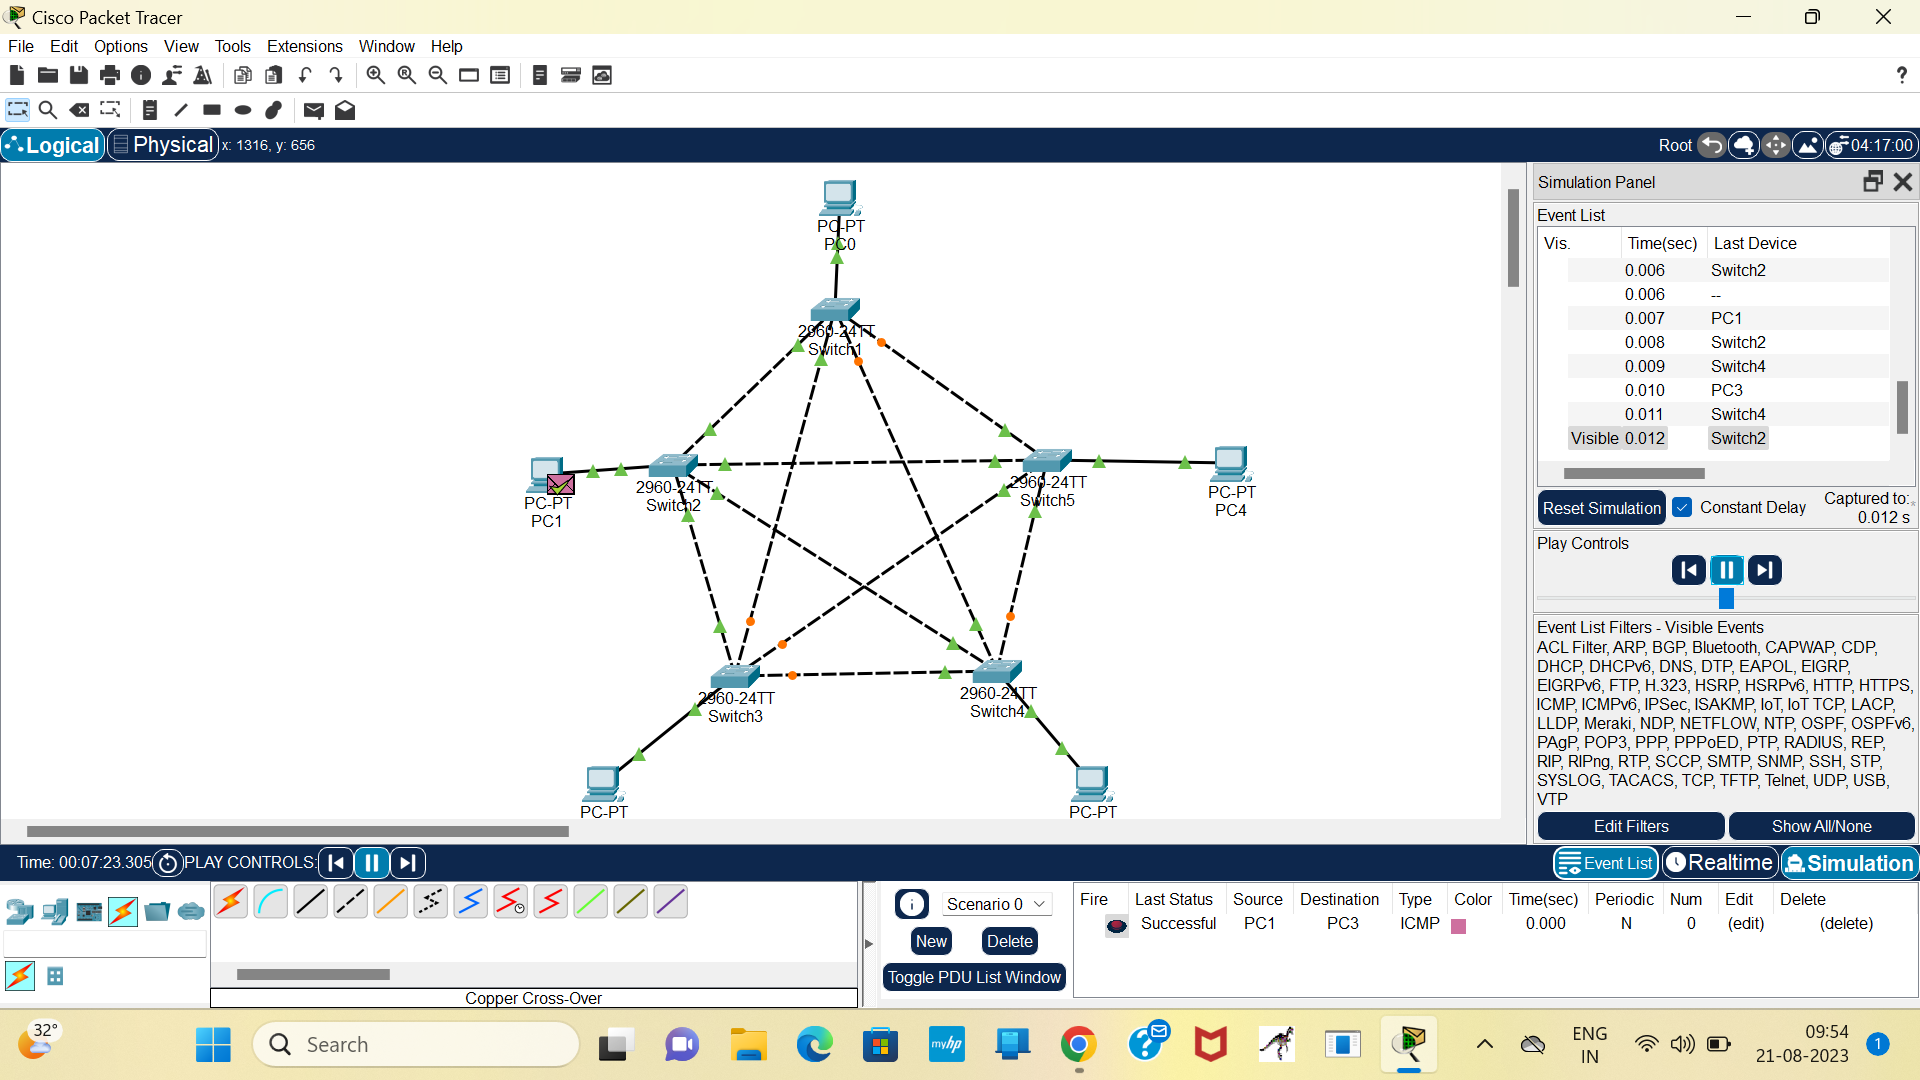 Cisco Packet Tracer
File Edit Options View Tools Extensions Window Help
?
Logical Physical x: 1316, y: 656 Root 04:17:00
PC-PT
PC0
2960-24TT
Switch1
PC-PT
PC1
2960-24TT
Switch2
2960-24TT
Switch5
PC-PT
PC4
2960-24TT
Switch3
2960-24TT
Switch4
PC-PT
PC-PT
Simulation Panel
Event List
Vis. Time(sec) Last Device
0.006 Switch2
0.006 --
0.007 PC1
0.008 Switch2
0.009 Switch4
0.010 PC3
0.011 Switch4
Visible 0.012 Switch2
Reset Simulation Constant Delay Captured to:
0.012 s
Play Controls
Event List Filters - Visible Events
ACL Filter, ARP, BGP, Bluetooth, CAPWAP, CDP,
DHCP, DHCPv6, DNS, DTP, EAPOL, EIGRP,
EIGRPv6, FTP, H.323, HSRP, HSRPv6, HTTP, HTTPS,
ICMP, ICMPv6, IPSec, ISAKMP, IoT, IoT TCP, LACP,
LLDP, Meraki, NDP, NETFLOW, NTP, OSPF, OSPFv6,
PAgP, POP3, PPP, PPPoED, PTP, RADIUS, REP,
RIP, RIPng, RTP, SCCP, SMTP, SNMP, SSH, STP,
SYSLOG, TACACS, TCP, TFTP, Telnet, UDP, USB,
VTP
Edit Filters Show All/None
Time: 00:07:23.305 PLAY CONTROLS: Event List Realtime Simulation
Copper Cross-Over
Scenario 0
New Delete
Toggle PDU List Window
Fire Last Status Source Destination Type Color Time(sec) Periodic Num Edit Delete
Successful PC1 PC3 ICMP 0.000 N 0 (edit) (delete)
32°
Search
myhp
ENG
IN
09:54
21-08-2023
1